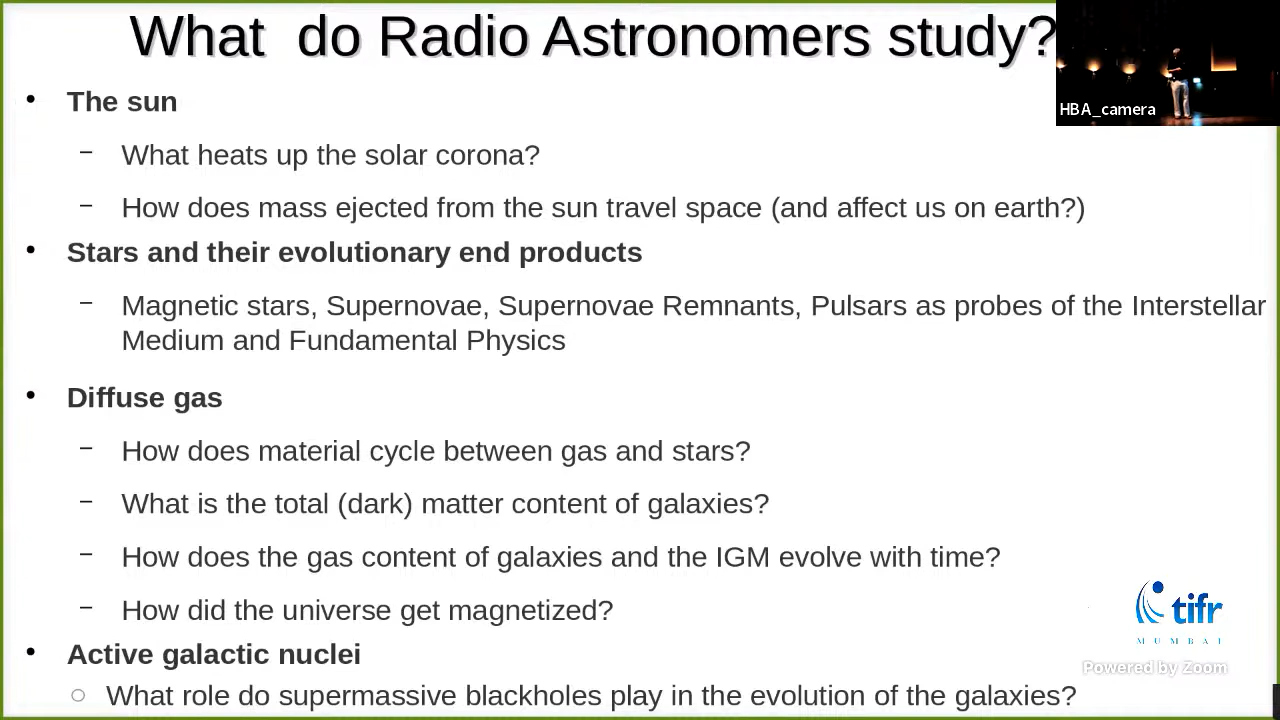 What  do Radio Astronomers study?
HBA_camera
• The sun
– What heats up the solar corona?
– How does mass ejected from the sun travel space (and affect us on earth?)
• Stars and their evolutionary end products
– Magnetic stars, Supernovae, Supernovae Remnants, Pulsars as probes of the Interstellar
Medium and Fundamental Physics
• Diffuse gas
– How does material cycle between gas and stars?
– What is the total (dark) matter content of galaxies?
– How does the gas content of galaxies and the IGM evolve with time?
– How did the universe get magnetized?
tifr
MUMBAI
• Active galactic nuclei
Powered by Zoom
○ What role do supermassive blackholes play in the evolution of the galaxies?